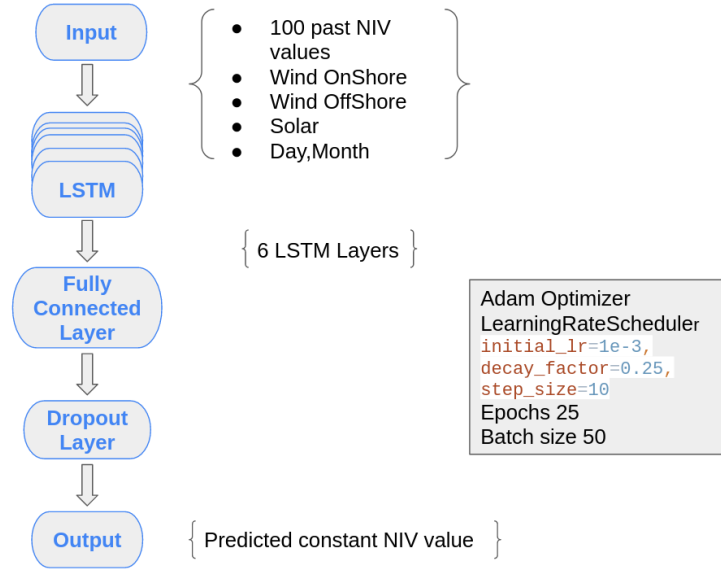 Input
● 100 past NIV
values
● Wind OnShore
● Wind OffShore
● Solar
● Day,Month
LSTM
6 LSTM Layers
Fully
Connected
Layer
Adam Optimizer
LearningRateScheduler
initial_lr=1e-3,
decay_factor=0.25,
step_size=10
Epochs 25
Batch size 50
Dropout
Layer
Output
Predicted constant NIV value